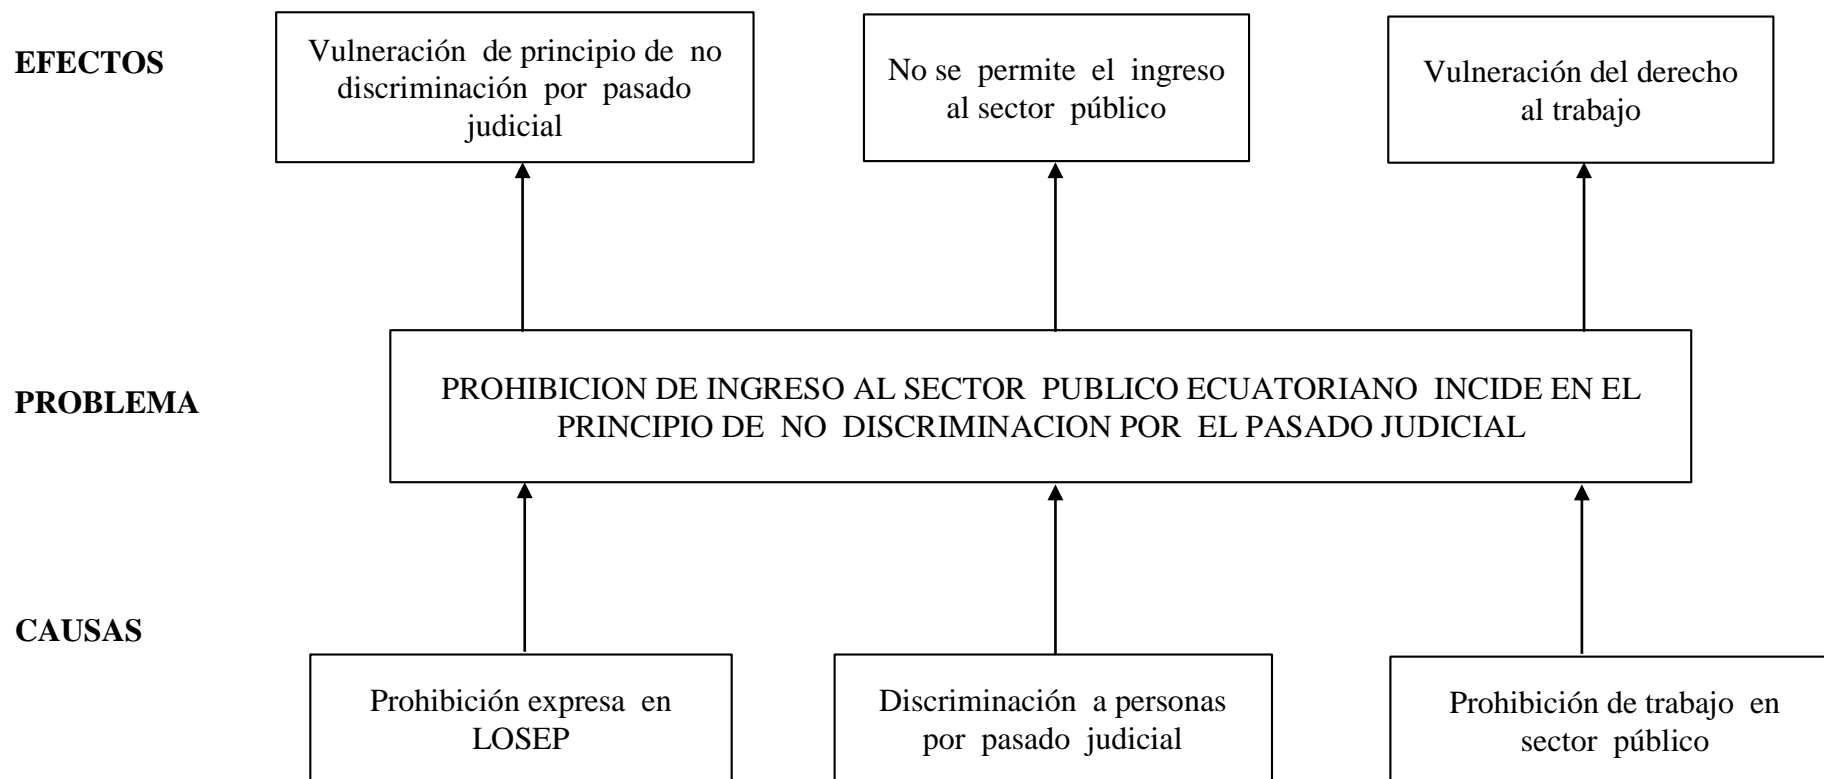 EFECTOS
Vulneración de principio de no
discriminación por pasado
judicial
No se permite el ingreso
al sector público
Vulneración del derecho
al trabajo
PROBLEMA
PROHIBICION DE INGRESO AL SECTOR PUBLICO ECUATORIANO INCIDE EN EL
PRINCIPIO DE NO DISCRIMINACION POR EL PASADO JUDICIAL
CAUSAS
Prohibición expresa en
LOSEP
Discriminación a personas
por pasado judicial
Prohibición de trabajo en
sector público